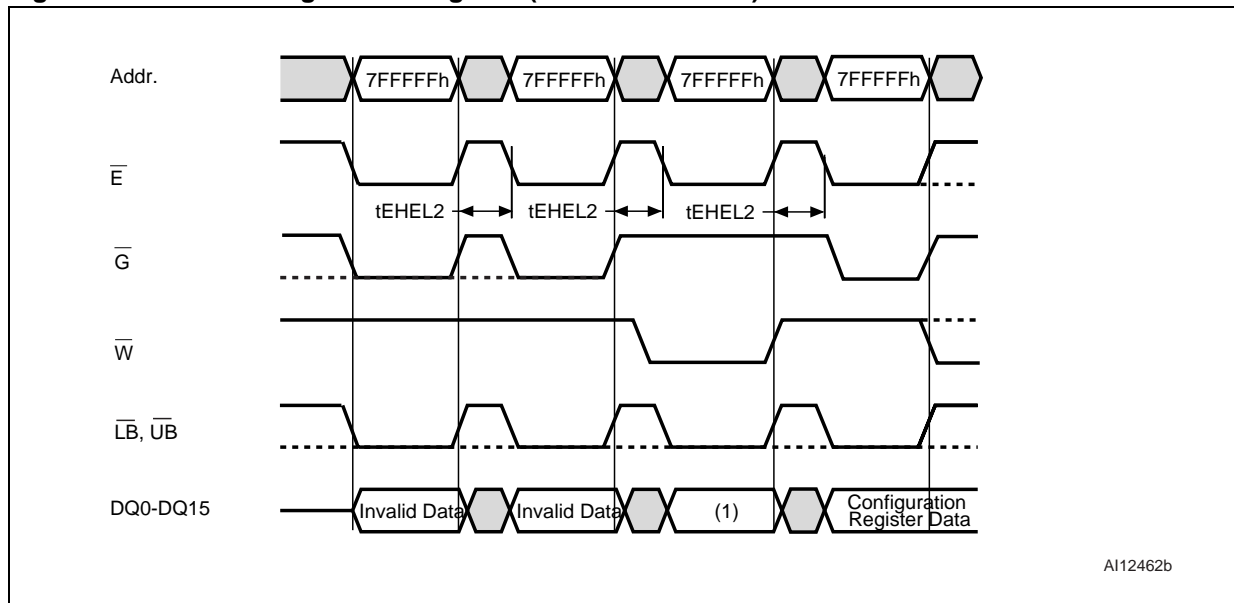 Addr.
7FFFFFh 7FFFFFh 7FFFFFh 7FFFFFh
E
tEHEL2 tEHEL2 tEHEL2
G
W
LB, UB
DQ0-DQ15
Invalid Data Invalid Data (1) Configuration
Register Data
AI12462b